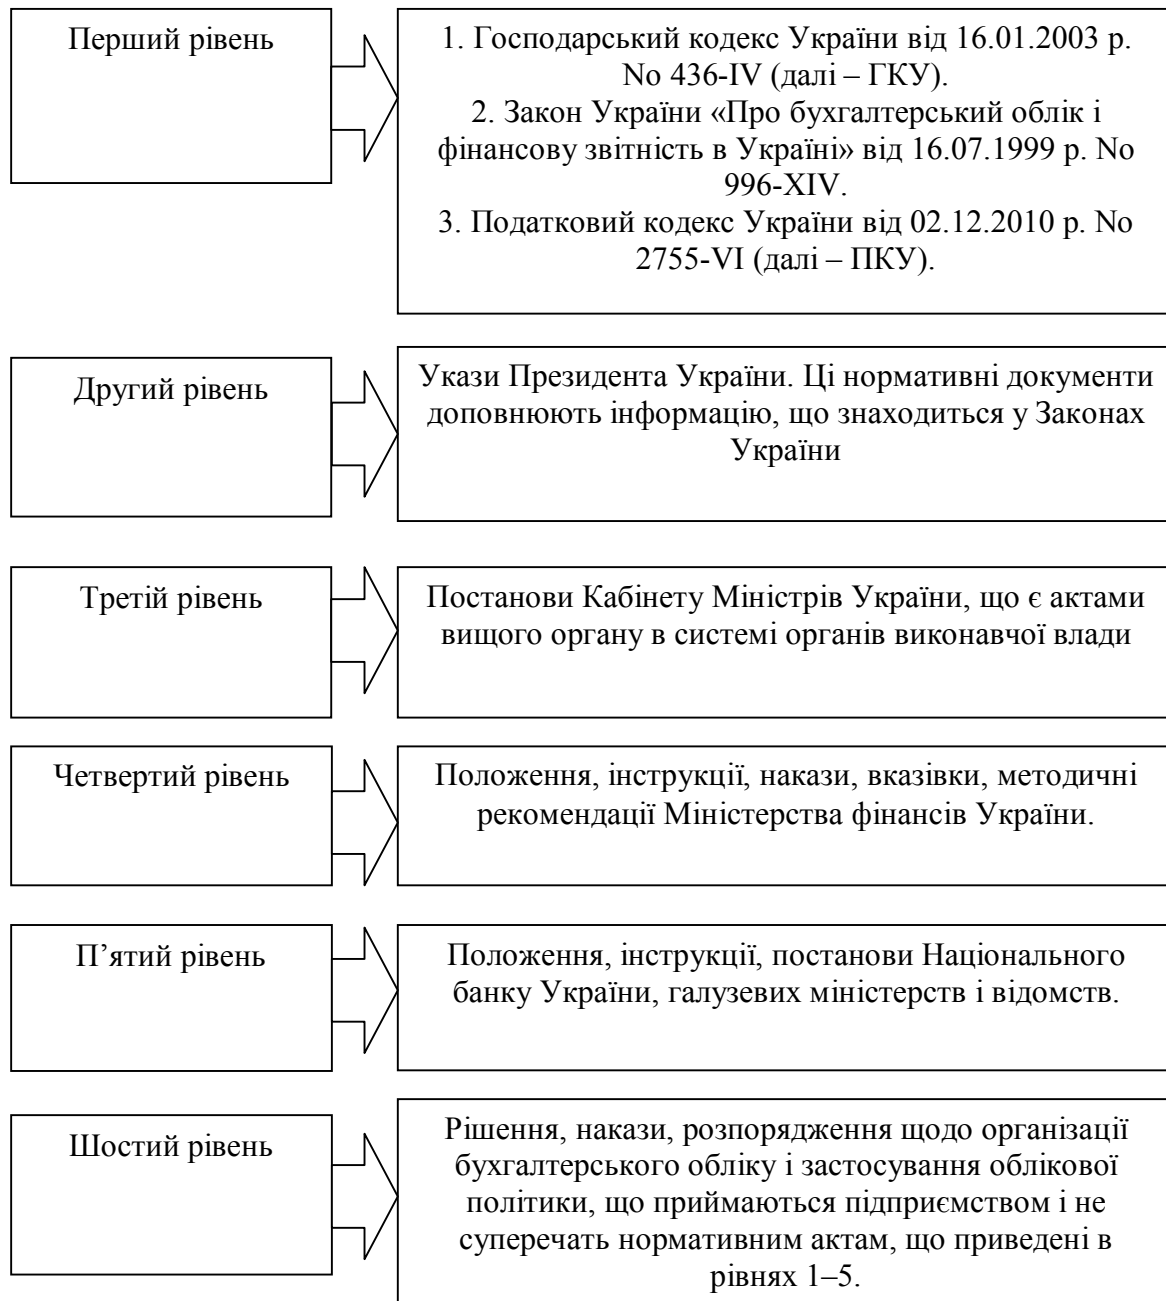 Перший рівень
1. Господарський кодекс України від 16.01.2003 р.
No 436-IV (далі – ГКУ).
2. Закон України «Про бухгалтерський облік і
фінансову звітність в Україні» від 16.07.1999 р. No
996-XIV.
3. Податковий кодекс України від 02.12.2010 р. No
2755-VI (далі – ПКУ).
Другий рівень
Укази Президента України. Ці нормативні документи
доповнюють інформацію, що знаходиться у Законах
України
Третій рівень
Постанови Кабінету Міністрів України, що є актами
вищого органу в системі органів виконавчої влади
Четвертий рівень
Положення, інструкції, накази, вказівки, методичні
рекомендації Міністерства фінансів України.
П’ятий рівень
Положення, інструкції, постанови Національного
банку України, галузевих міністерств і відомств.
Шостий рівень
Рішення, накази, розпорядження щодо організації
бухгалтерського обліку і застосування облікової
політики, що приймаються підприємством і не
суперечать нормативним актам, що приведені в
рівнях 1–5.